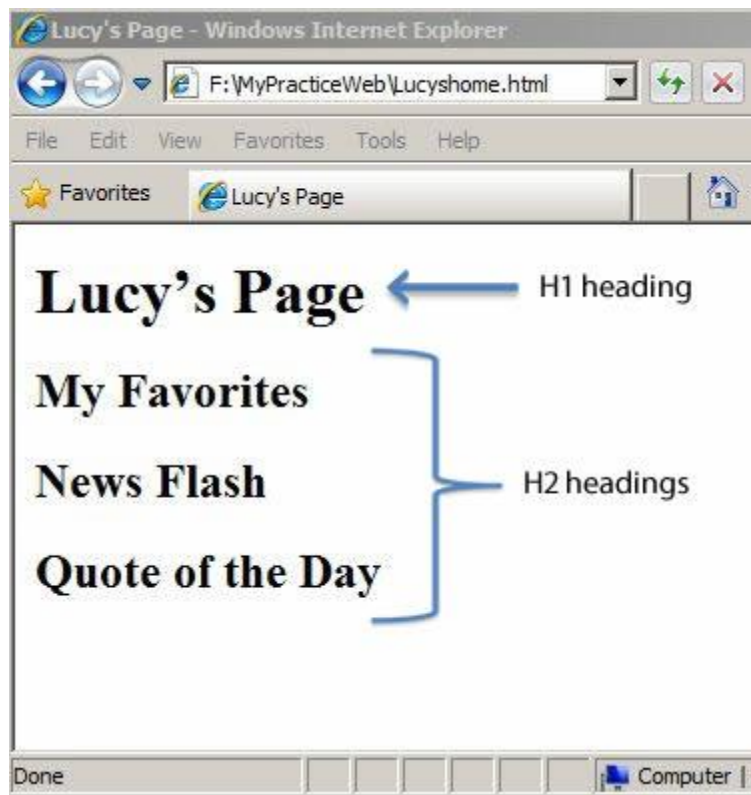 Lucy's Page - Windows Internet Explorer
F:\MyPracticeWeb\Lucyshome.html
File Edit View Favorites Tools Help
Favorites Lucy's Page
Lucy’s Page H1 heading
My Favorites
News Flash
H2 headings
Quote of the Day
Done Computer |